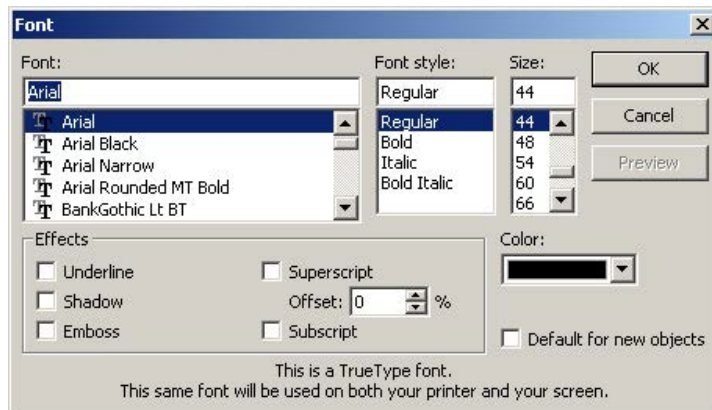 Font
Font: Font style: Size:
Arial Regular 44 OK
Arial Regular 44 Cancel
Arial Black Bold 48
Arial Narrow Italic 54 Preview
Arial Rounded MT Bold Bold Italic 60
BankGothic Lt BT 66
Effects Color:
Underline Superscript
Shadow Offset: 0 %
Emboss Subscript Default for new objects
This is a TrueType font.
This same font will be used on both your printer and your screen.